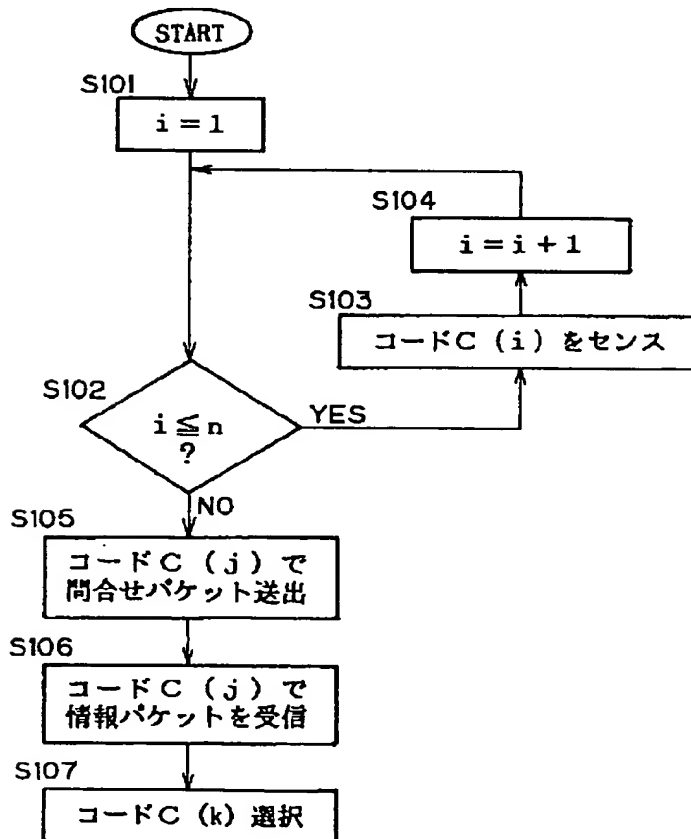 START
S101
i=1
S104
i=i+1
S103
コードC(i)をセンス
S102
i≦n
?
YES
NO
S105
コードC(j)で
問合せパケット送出
S106
コードC(j)で
情報パケットを受信
S107
コードC(k)選択